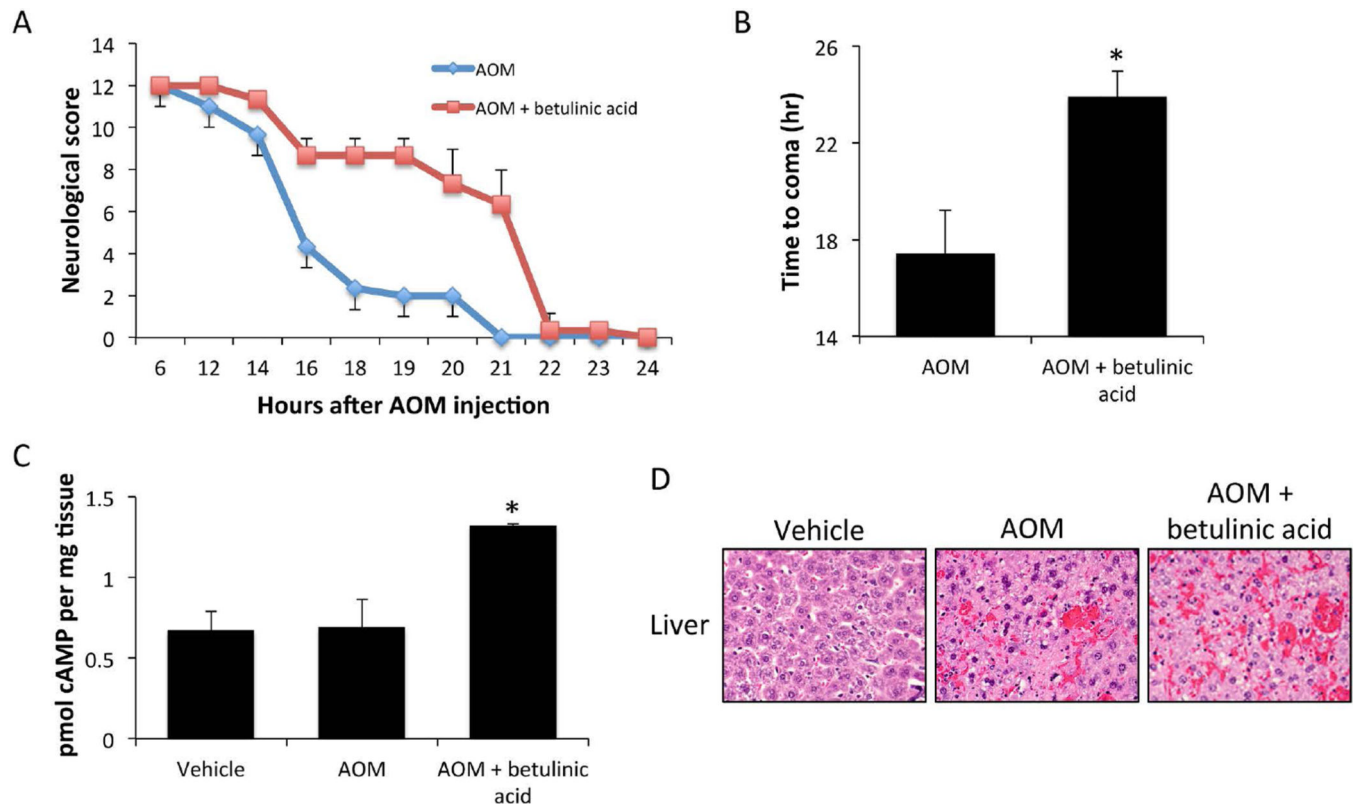 A
14
12
10
8
6
4
2
0
Neurological score
AOM
AOM + betulinic acid
6 12 14 16 18 19 20 21 22 23 24
Hours after AOM injection
B
26
22
18
14
Time to coma (hr)
*
AOM
AOM + betulinic
acid
C
1.5
1
0.5
0
pmol cAMP per mg tissue
*
Vehicle
AOM
AOM + betulinic
acid
D
Vehicle
AOM
AOM +
betulinic acid
Liver